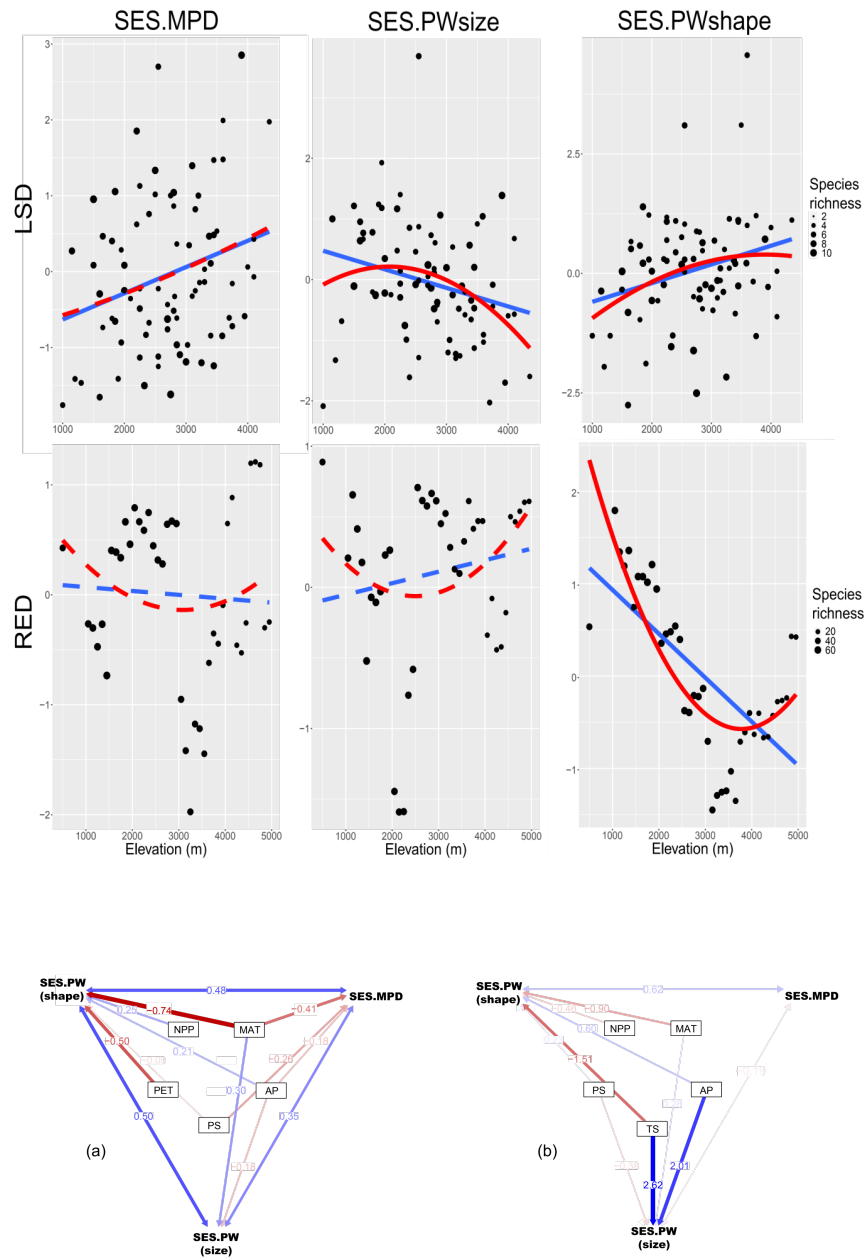 SES.MPD SES.PWsize SES.PWshape
LSD
3
2
1
0
−1
1000 2000 3000 4000
2
0
−2
1000 2000 3000 4000
2.5
0.0
−2.5
1000 2000 3000 4000
Species
richness
2
4
6
8
10
RED
1
0
−1
−2
1000 2000 3000 4000 5000
Elevation (m)
1
0
−1
1000 2000 3000 4000 5000
Elevation (m)
2
1
0
−1
1000 2000 3000 4000 5000
Elevation (m)
Species
richness
20
40
60
SES.PW
(shape)
0.48
SES.MPD
0.25
−0.74
−0.41
NPP
MAT
−0.50
0.21
−0.26
−0.18
PET
0.30
AP
0.50
PS
0.35
(a)
−0.18
SES.PW
(size)
SES.PW
(shape)
0.62
SES.MPD
−0.46
−0.90
NPP
MAT
0.60
−1.51
PS
AP
TS
(b)
−0.38
2.62
2.01
SES.PW
(size)